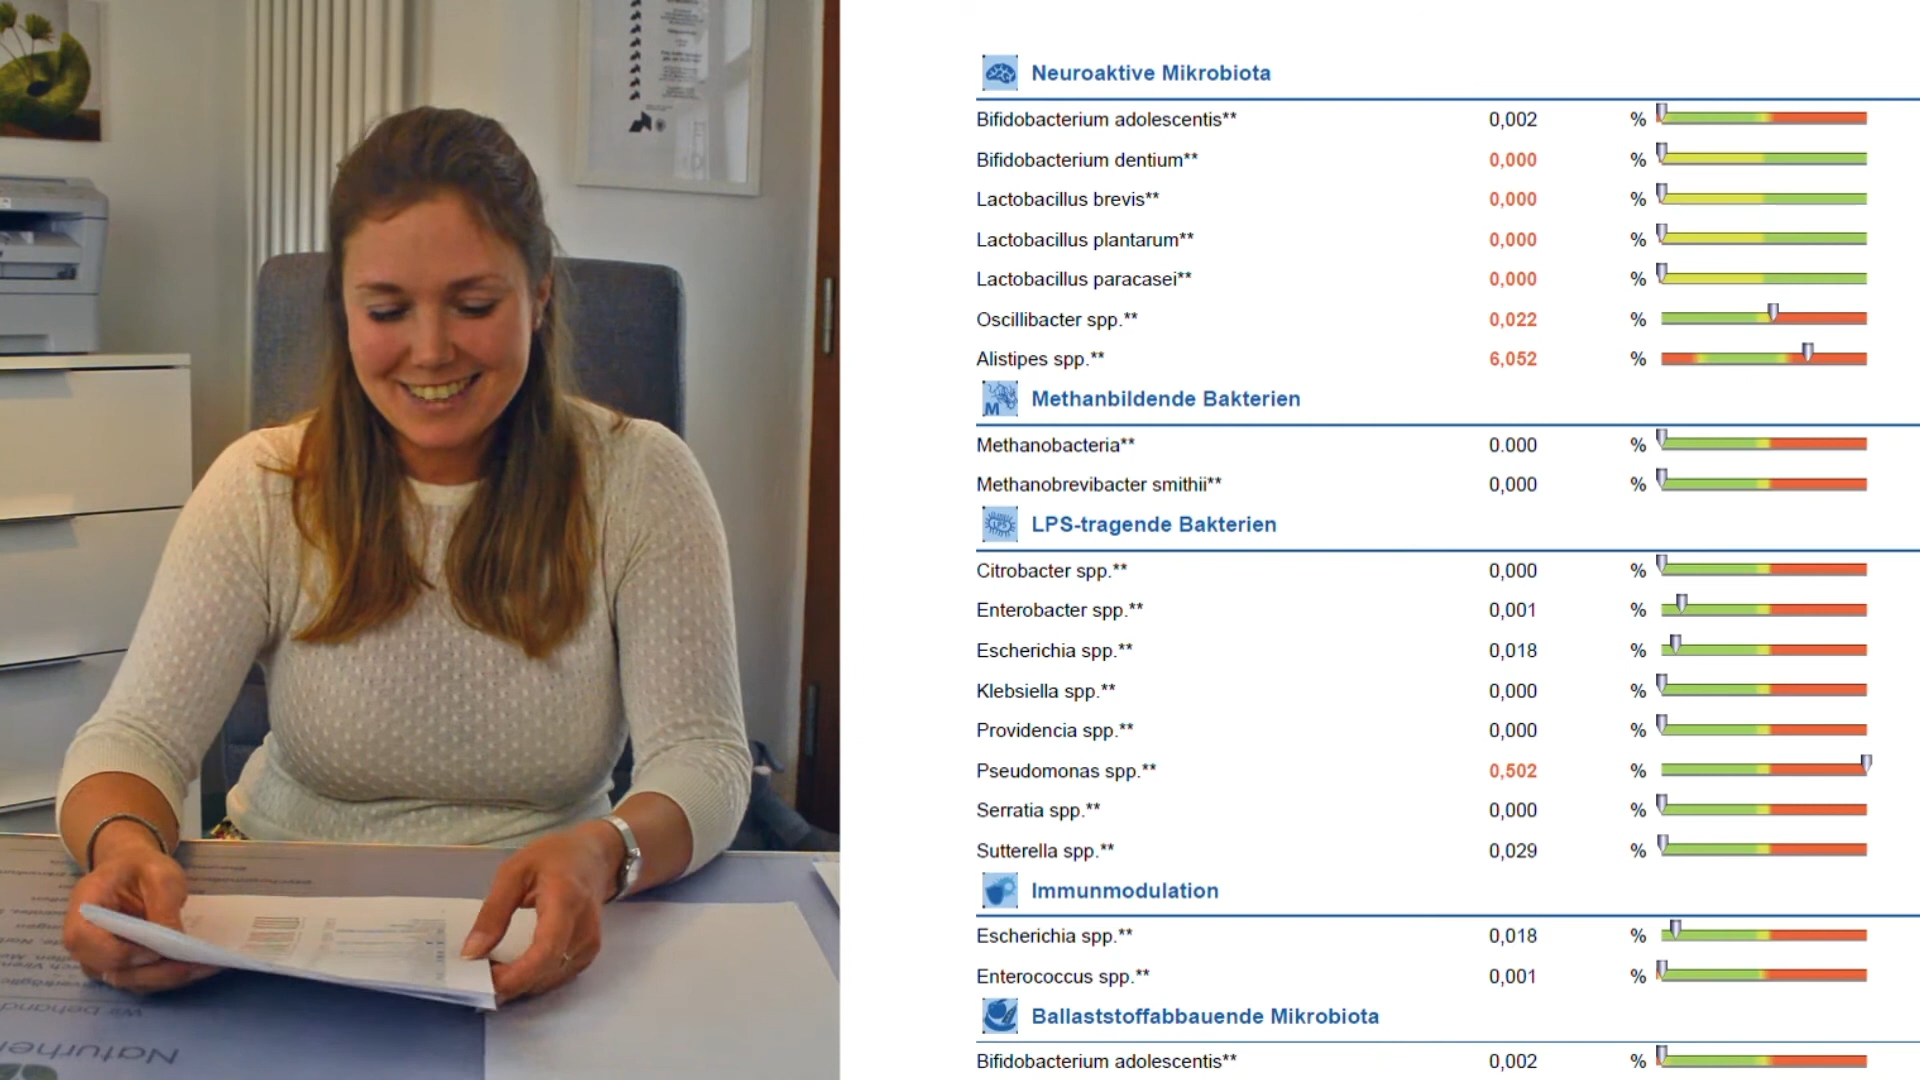 Neuroaktive Mikrobiota
Bifidobacterium adolescentis** 0,002 %
Bifidobacterium dentium** 0,000 %
Lactobacillus brevis** 0,000 %
Lactobacillus plantarum** 0,000 %
Lactobacillus paracasei** 0,000 %
Oscillibacter spp.** 0,022 %
Alistipes spp.** 6,052 %
M Methanbildende Bakterien
Methanobacteria** 0.000 %
Methanobrevibacter smithii** 0,000 %
LPS LPS-tragende Bakterien
Citrobacter spp.** 0,000 %
Enterobacter spp.** 0,001 %
Escherichia spp.** 0,018 %
Klebsiella spp.** 0,000 %
Providencia spp.** 0,000 %
Pseudomonas spp.** 0,502 %
Serratia spp.** 0,000 %
Sutterella spp.** 0,029 %
Immunmodulation
Escherichia spp.** 0,018 %
Enterococcus spp.** 0,001 %
Ballaststoffabbauende Mikrobiota
Bifidobacterium adolescentis** 0,002 %
Naturhe